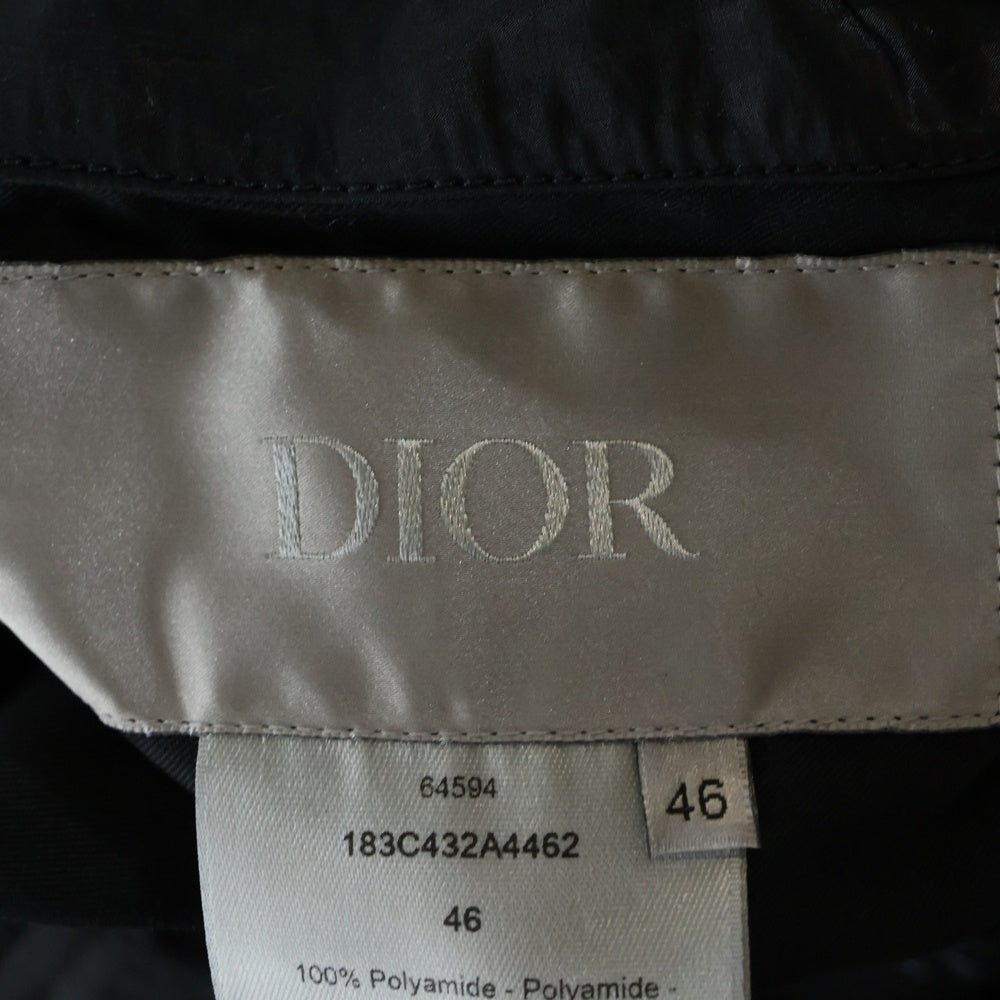 DIOR
64594
46
183C432A4462
46
100% Polyamide - Polyamide -